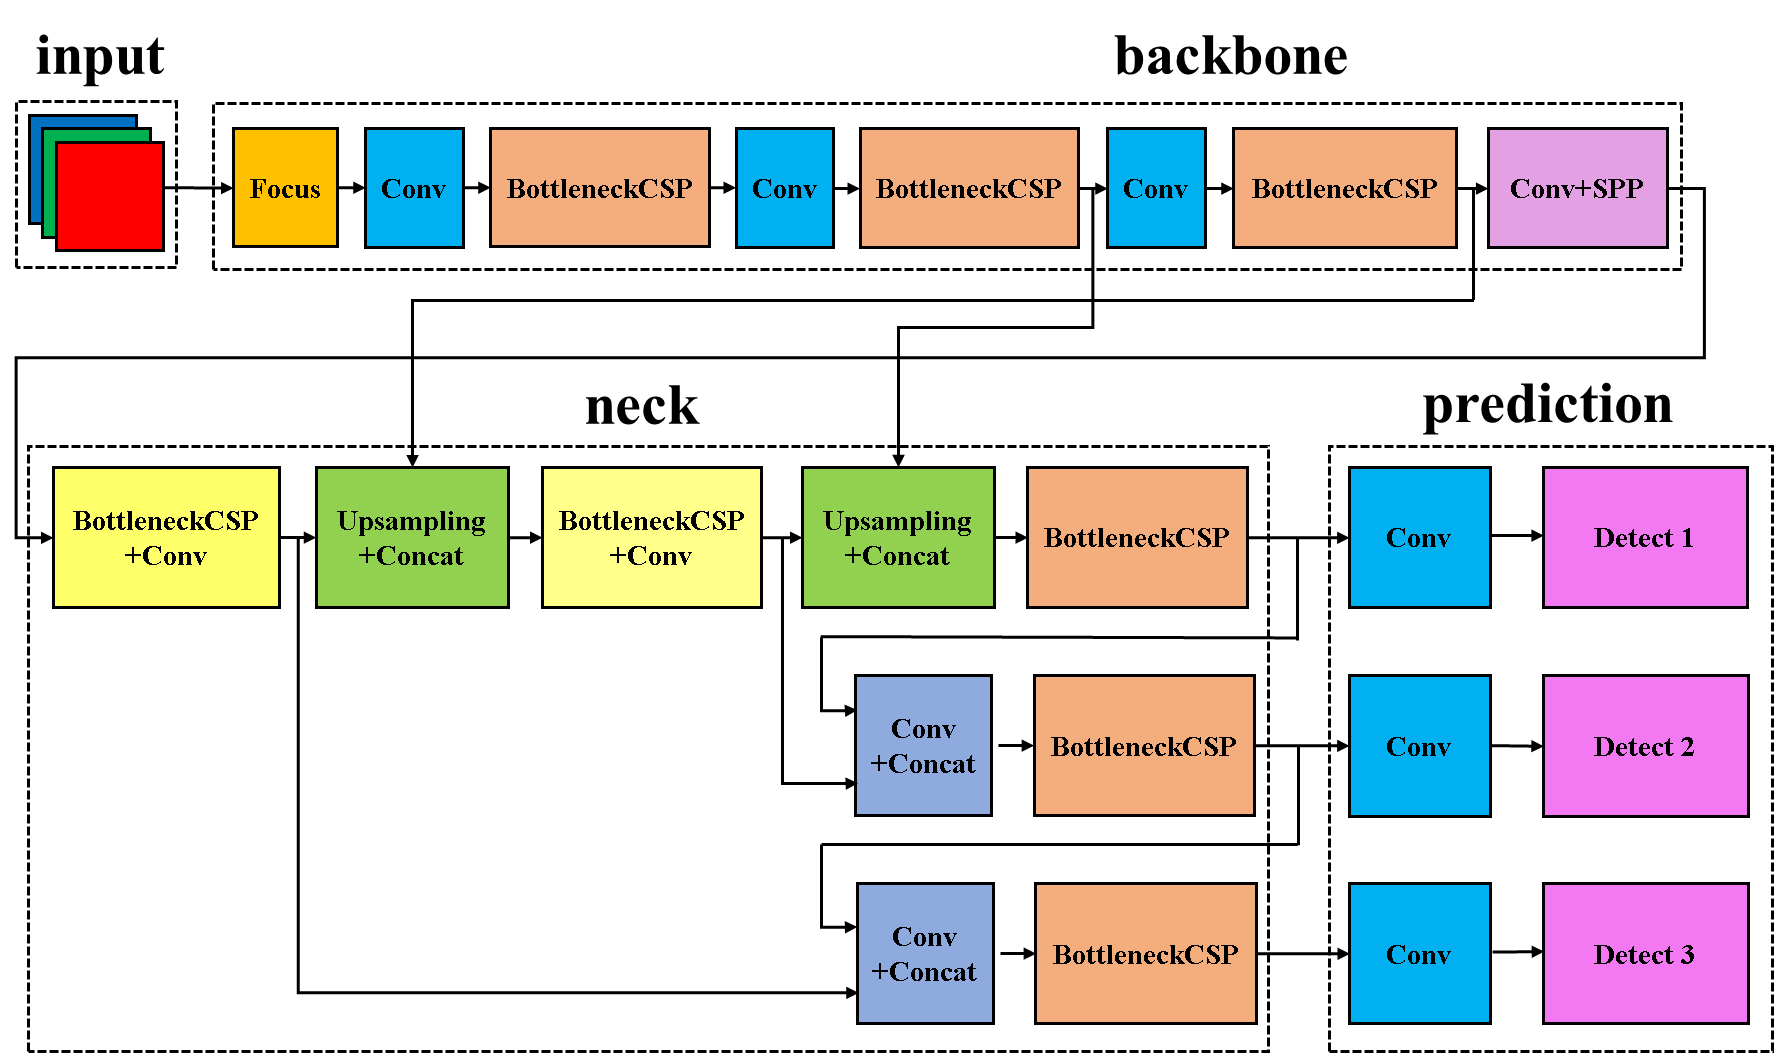 input
backbone
Focus
Conv
BottleneckCSP
Conv
BottleneckCSP
Conv
BottleneckCSP
Conv+SPP
neck
prediction
BottleneckCSP
+Conv
Upsampling
+Concat
BottleneckCSP
+Conv
Upsampling
+Concat
BottleneckCSP
Conv
Detect 1
Conv
+Concat
BottleneckCSP
Conv
Detect 2
Conv
+Concat
BottleneckCSP
Conv
Detect 3